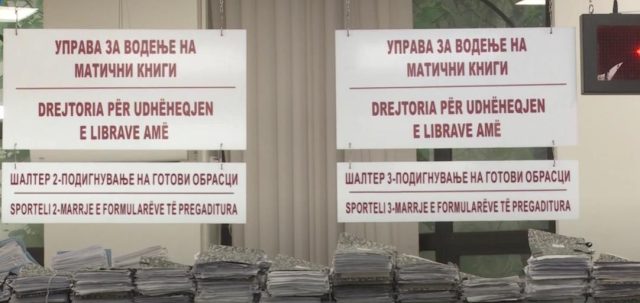 УПРАВА ЗА ВОДЕЊЕ НА
МАТИЧНИ КНИГИ
DREJTORIA PËR UDHËHEQJEN
E LIBRAVE AMË
ШАЛТЕР 2-ПОДИГНУВАЊЕ НА ГОТОВИ ОБРАСЦИ
SPORTELI 2-MARRJE E FORMULARËVE TË PREGADITURA
УПРАВА ЗА ВОДЕЊЕ НА
МАТИЧНИ КНИГИ
DREJTORIA PËR UDHËHEQJEN
E LIBRAVE AMË
ШАЛТЕР 3-ПОДИГНУВАЊЕ НА ГОТОВИ ОБРАСЦИ
SPORTELI 3-MARRJE E FORMULARËVE TË PREGADITURA